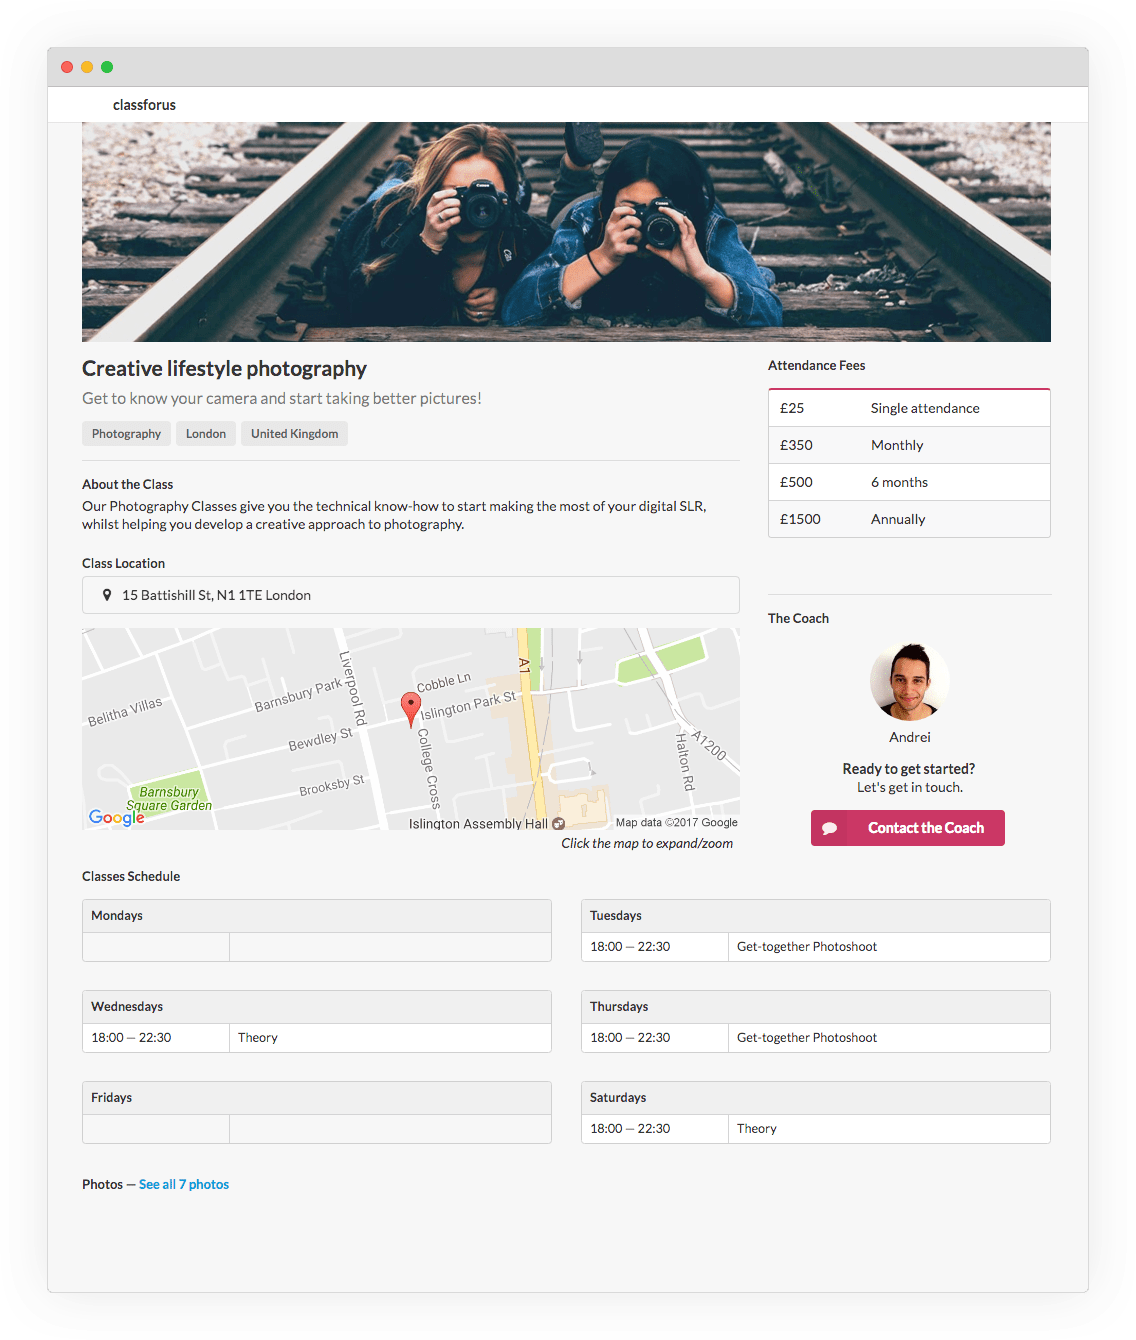 classforus
Canon
Canon
Creative lifestyle photography
Get to know your camera and start taking better pictures!
Photography
London
United Kingdom
About the Class
Our Photography Classes give you the technical know-how to start making the most of your digital SLR,
whilst helping you develop a creative approach to photography.
Class Location
15 Battishill St, N1 1TE London
Belitha Villas
Barnsbury Park
Liverpool Rd
Cobble Ln
Islington Park St
A1
Bewdley St
College Cross
Brooksby St
Halton Rd
A1200
Barnsbury
Square Garden
Google
Islington Assembly Hall
Map data ©2017 Google
Click the map to expand/zoom
Attendance Fees
£25 Single attendance
£350 Monthly
£500 6 months
£1500 Annually
The Coach
Andrei
Ready to get started?
Let's get in touch.
Contact the Coach
Classes Schedule
Mondays
Tuesdays
18:00 — 22:30 Get-together Photoshoot
Wednesdays
18:00 — 22:30 Theory
Thursdays
18:00 — 22:30 Get-together Photoshoot
Fridays
Saturdays
18:00 — 22:30 Theory
Photos — See all 7 photos